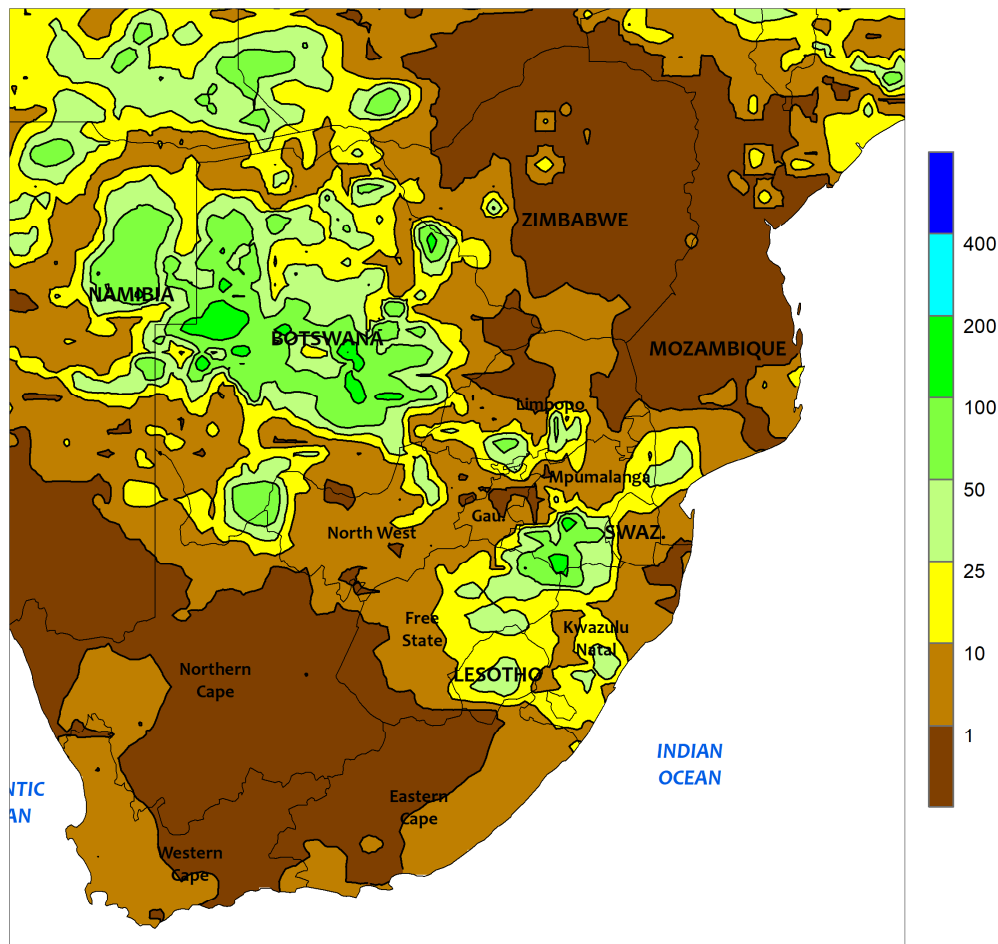 ZIMBABWE
400
NAMIBIA
200
BOTSWANA
MOZAMBIQUE
100
Limpopo
Mpumalanga
50
Gau.
North West
SWAZ.
25
Free
State
Kwazulu
Natal
10
Northern
Cape
LESOTHO
1
INDIAN
OCEAN
NTIC
AN
Eastern
Cape
Western
Cape